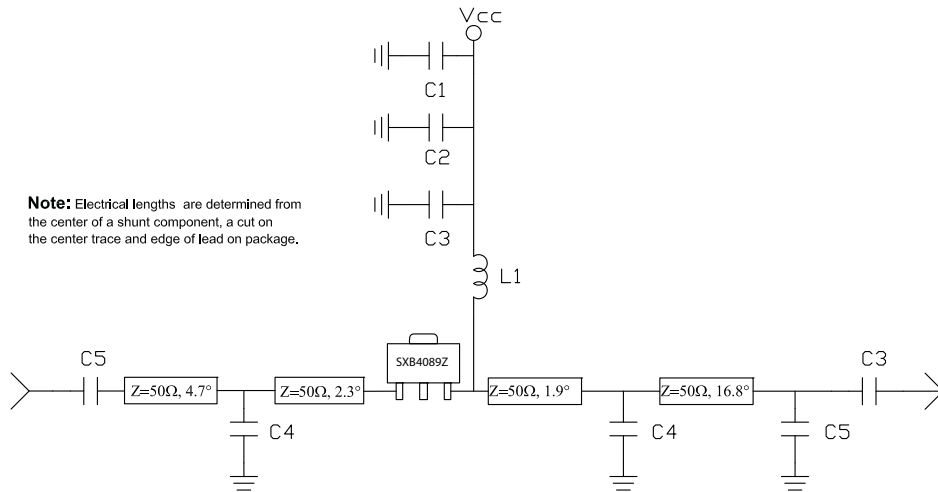 Vcc
C1
C2
Note: Electrical lengths are determined from
the center of a shunt component, a cut on
the center trace and edge of lead on package.
C3
L1
SXB4089Z
C5
C3
Z=50Ω, 4.7°
Z=50Ω, 2.3°
Z=50Ω, 1.9°
Z=50Ω, 16.8°
C4
C4
C5